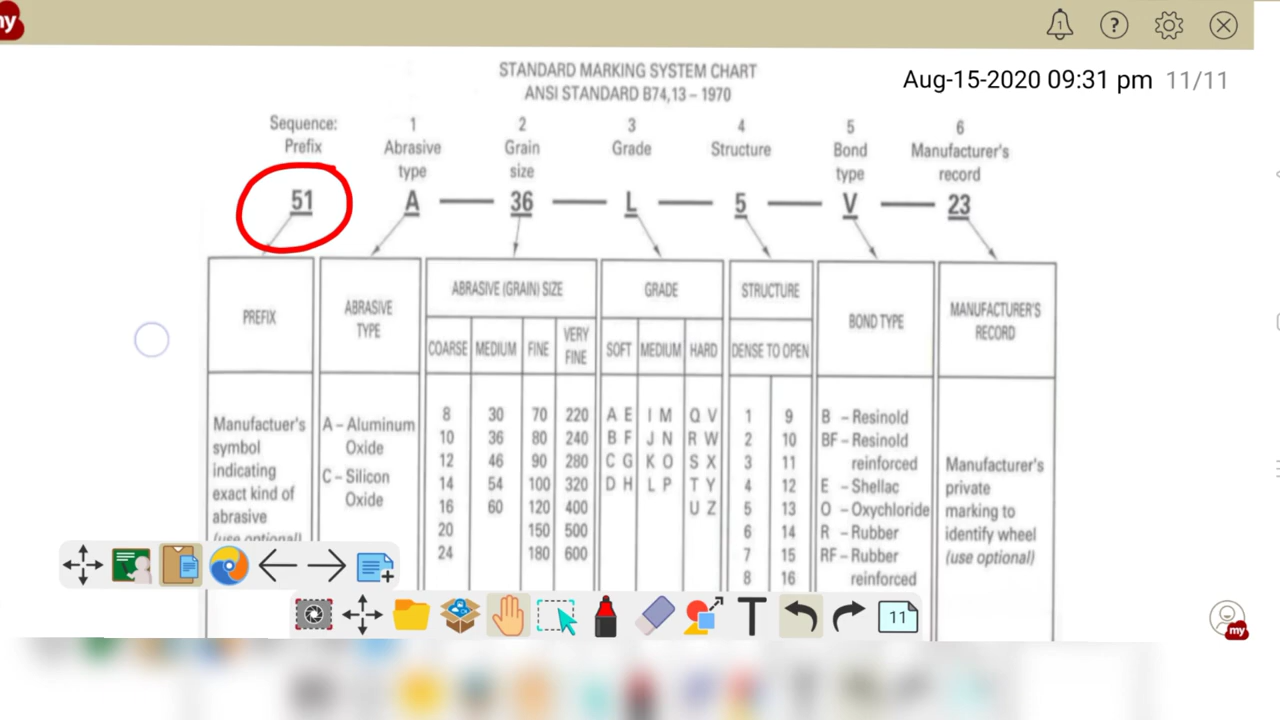 my
1
?
STANDARD MARKING SYSTEM CHART
ANSI STANDARD B74,13 – 1970
Aug-15-2020 09:31 pm 11/11
Sequence: 1 2 3 4 5 6
Prefix Abrasive Grain Grade Structure Bond Manufacturer's
type size type record
51 A — 36 — L — 5 — V — 23
PREFIX ABRASIVE TYPE ABRASIVE (GRAIN) SIZE GRADE STRUCTURE BOND TYPE MANUFACTURER'S RECORD
COARSE MEDIUM FINE VERY FINE SOFT MEDIUM HARD DENSE TO OPEN
Manufactuer's
symbol
indicating
exact kind of
abrasive
(use optional)
A – Aluminum
Oxide
C – Silicon
Oxide
8 30 70 220 A E I M Q V 1 9
10 36 80 240 B F J N R W 2 10
12 46 90 280 C G K O S X 3 11
14 54 100 320 D H L P T Y 4 12
16 60 120 400 U Z 5 13
20 150 500 6 14
24 180 600 7 15
8 16
B – Resinold
BF – Resinold
reinforced
E – Shellac
O – Oxychloride
R – Rubber
RF – Rubber
reinforced
Manufacturer's
private
marking to
identify wheel
(use optional)
T
11
my